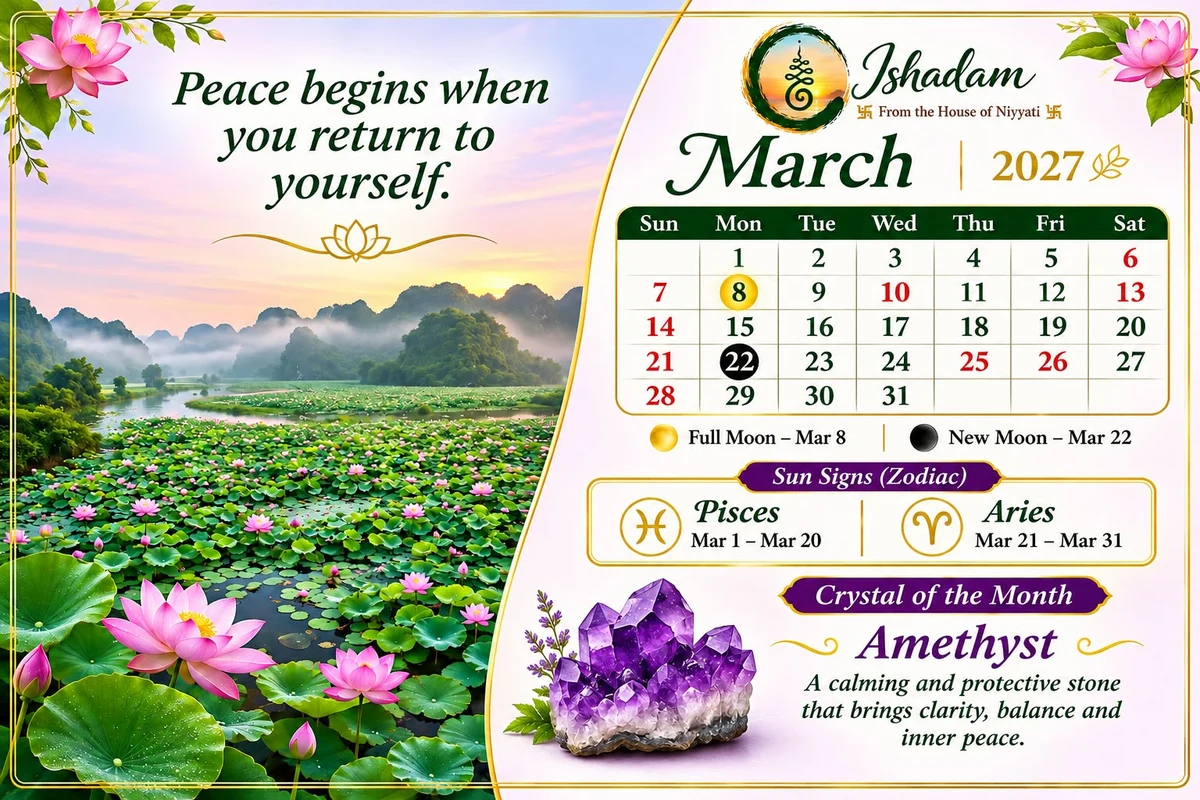 Peace begins when
you return to
yourself.
Ishadam
卐 From the House of Niyyati 卐
March | 2027
Sun Mon Tue Wed Thu Fri Sat
1 2 3 4 5 6
7 8 9 10 11 12 13
14 15 16 17 18 19 20
21 22 23 24 25 26 27
28 29 30 31
Full Moon – Mar 8 | New Moon – Mar 22
Sun Signs (Zodiac)
♓ Pisces
Mar 1 – Mar 20
♈ Aries
Mar 21 – Mar 31
Crystal of the Month
Amethyst
A calming and protective stone
that brings clarity, balance and
inner peace.